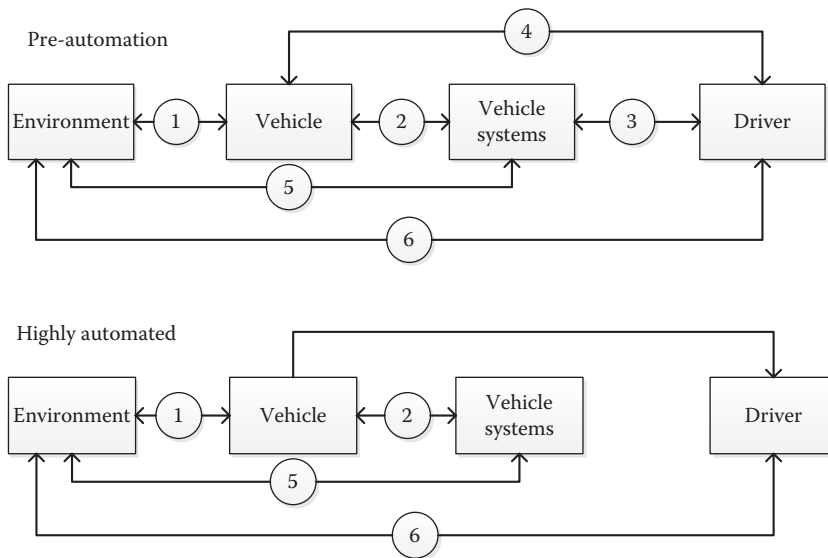 Pre-automation
4
Environment
1
Vehicle
2
Vehicle
systems
3
Driver
5
6
Highly automated
Environment
1
Vehicle
2
Vehicle
systems
Driver
5
6